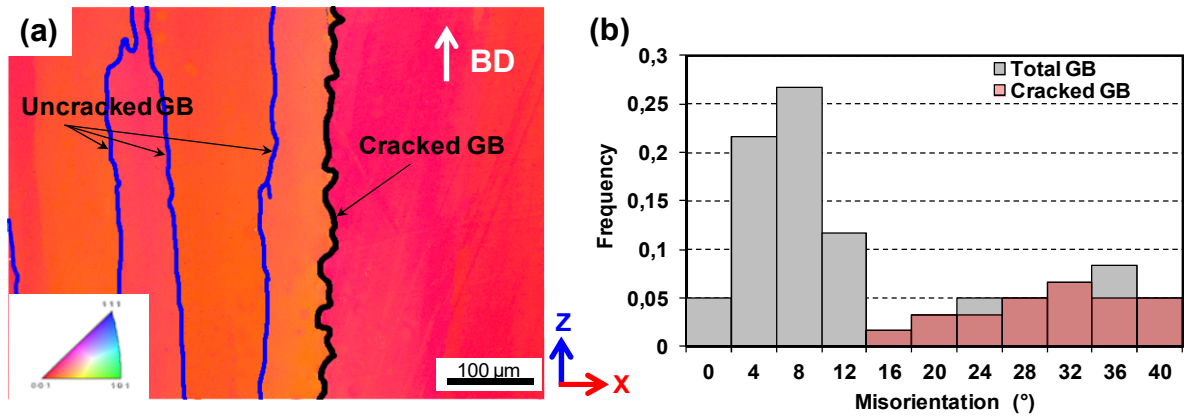 (a)
BD
Uncracked GB
Cracked GB
111
001
101
100 µm
Z
X
(b)
Total GB
Cracked GB
0,3
0,25
0,2
0,15
0,1
0,05
0
Frequency
0 4 8 12 16 20 24 28 32 36 40
Misorientation (°)